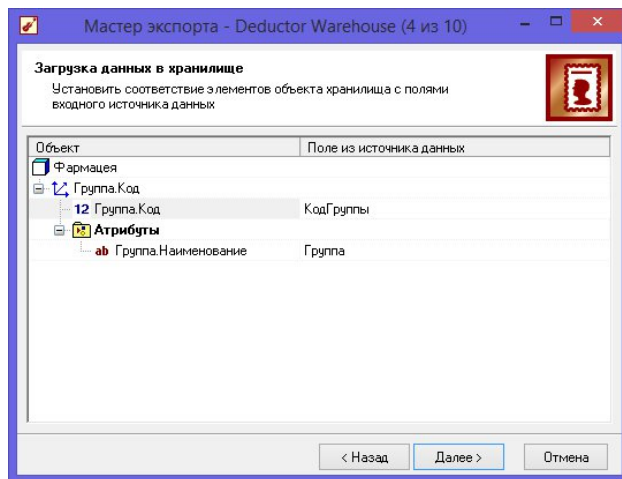 Мастер экспорта - Deductor Warehouse (4 из 10)
Загрузка данных в хранилище
Установить соответствие элементов объекта хранилища с полями
входного источника данных
Объект Поле из источника данных
Фармацея
Группа.Код
12 Группа.Код КодГруппы
Атрибуты
ab Группа.Наименование Группа
< Назад Далее > Отмена